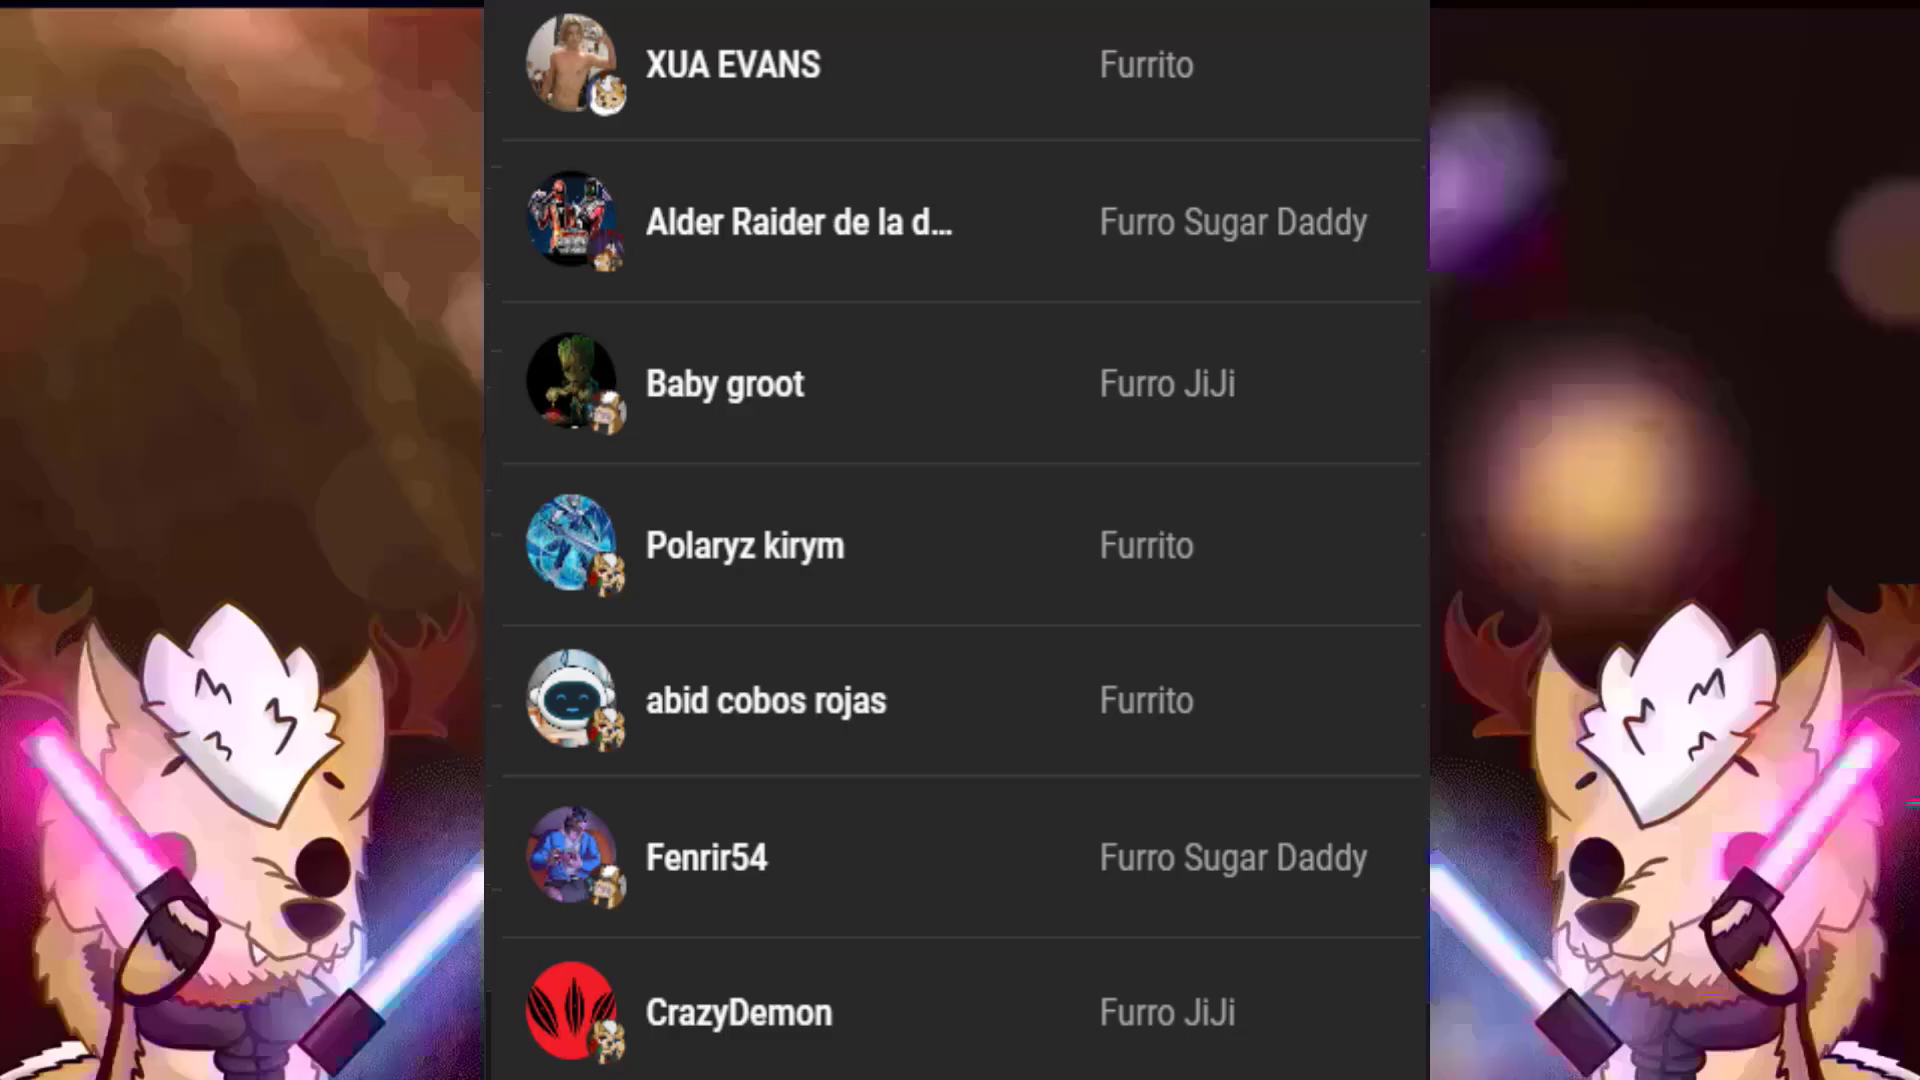 XUA EVANS Furrito
Alder Raider de la d... Furro Sugar Daddy
Baby groot Furro JiJi
Polaryz kirym Furrito
abid cobos rojas Furrito
Fenrir54 Furro Sugar Daddy
CrazyDemon Furro JiJi